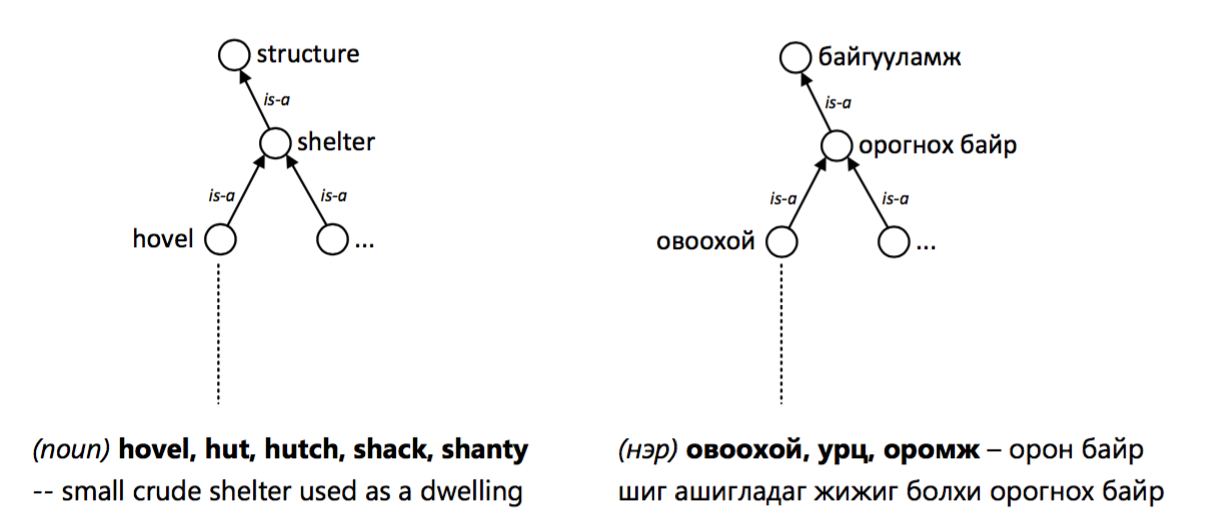 structure
is-a
shelter
is-a
is-a
hovel
...
(noun) hovel, hut, hutch, shack, shanty
-- small crude shelter used as a dwelling
байгууламж
is-a
орогнох байр
is-a
is-a
овоохой
...
(нэр) овоохой, урц, оромж – орон байр
шиг ашигладаг жижиг болхи орогнох байр